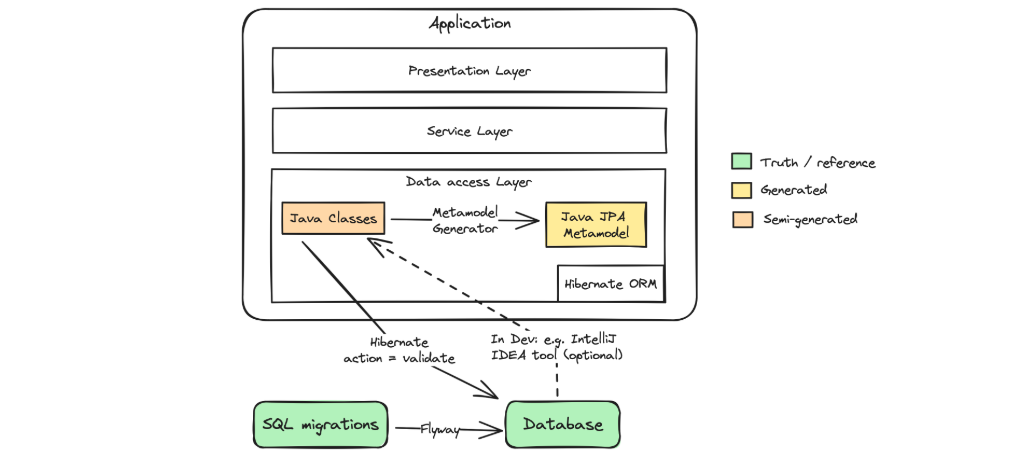 Application
Presentation Layer
Service Layer
Data access Layer
Java Classes
Metamodel
Generator
Java JPA
Metamodel
Hibernate ORM
Truth / reference
Generated
Semi-generated
Hibernate
action = validate
In Dev: e.g. IntelliJ
IDEA tool (optional)
SQL migrations
Flyway
Database